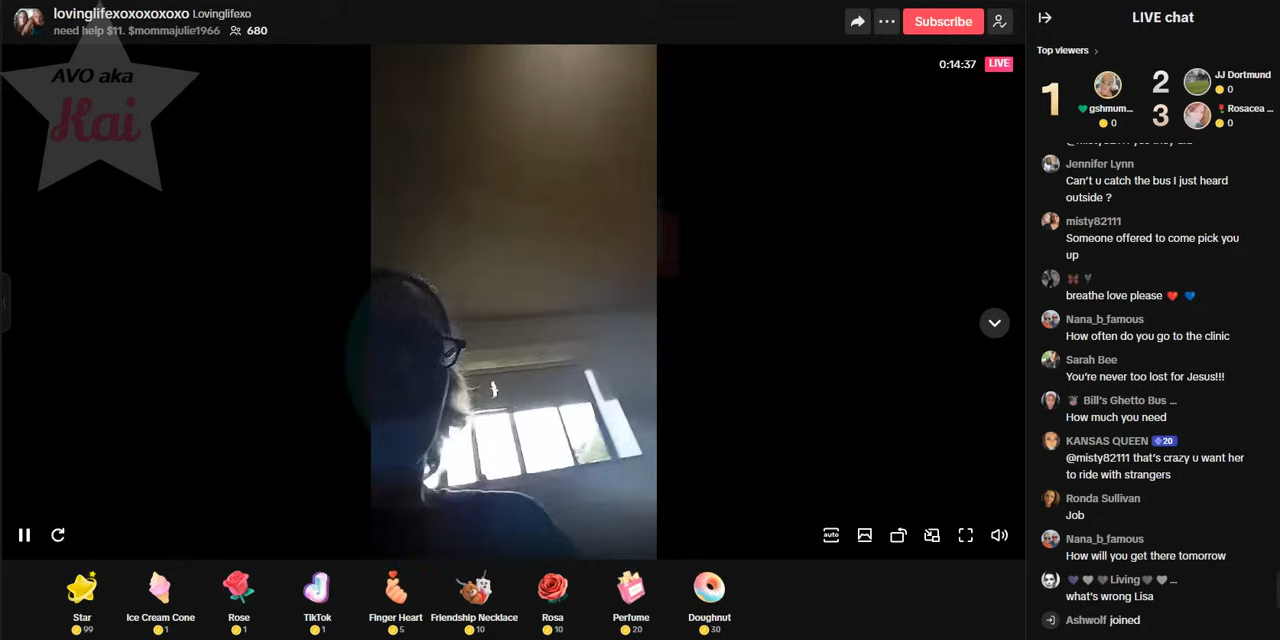 lovinglifexoxoxoxoxo Lovinglifexo
need help $11. $mommajulie1966 680
Subscribe
AVO aka
Kai
0:14:37 LIVE
auto
Star
99
Ice Cream Cone
1
Rose
1
TikTok
1
Finger Heart
5
Friendship Necklace
10
Rosa
10
Perfume
20
Doughnut
30
LIVE chat
Top viewers
1
gshmum...
0
2
JJ Dortmund
0
3
Rosacea ...
0
Jennifer Lynn
Can't u catch the bus I just heard
outside ?
misty82111
Someone offered to come pick you
up
breathe love please
Nana_b_famous
How often do you go to the clinic
Sarah Bee
You're never too lost for Jesus!!!
Bill's Ghetto Bus ...
How much you need
KANSAS QUEEN 20
@misty82111 that's crazy u want her
to ride with strangers
Ronda Sullivan
Job
Nana_b_famous
How will you get there tomorrow
Living ...
what's wrong Lisa
Ashwolf joined